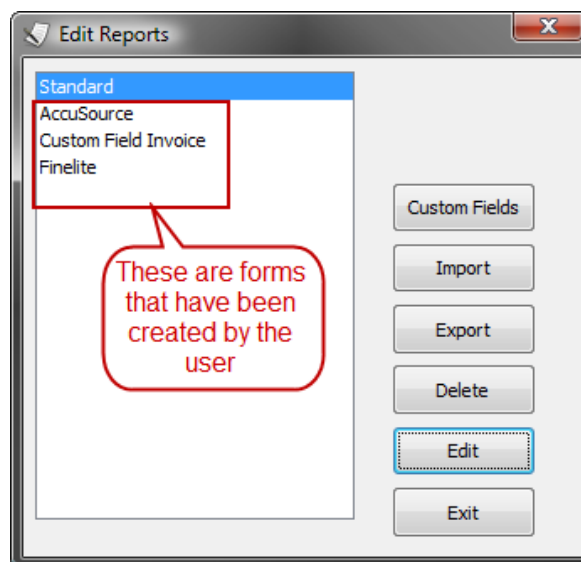 Edit Reports
Standard
AccuSource
Custom Field Invoice
Finelite
These are forms
that have been
created by the
user
Custom Fields
Import
Export
Delete
Edit
Exit